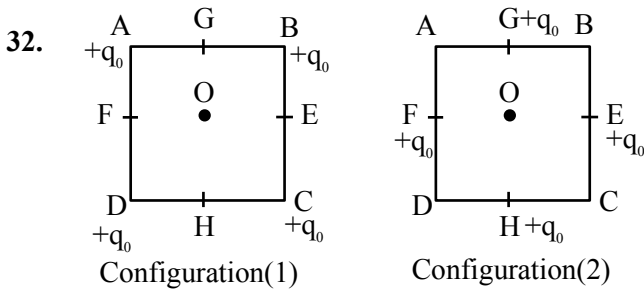 32.
A G B
+q₀ +q₀
F O E
D H C
+q₀ +q₀
Configuration(1)
A G+q₀ B
F O E
+q₀ +q₀
D H+q₀ C
Configuration(2)